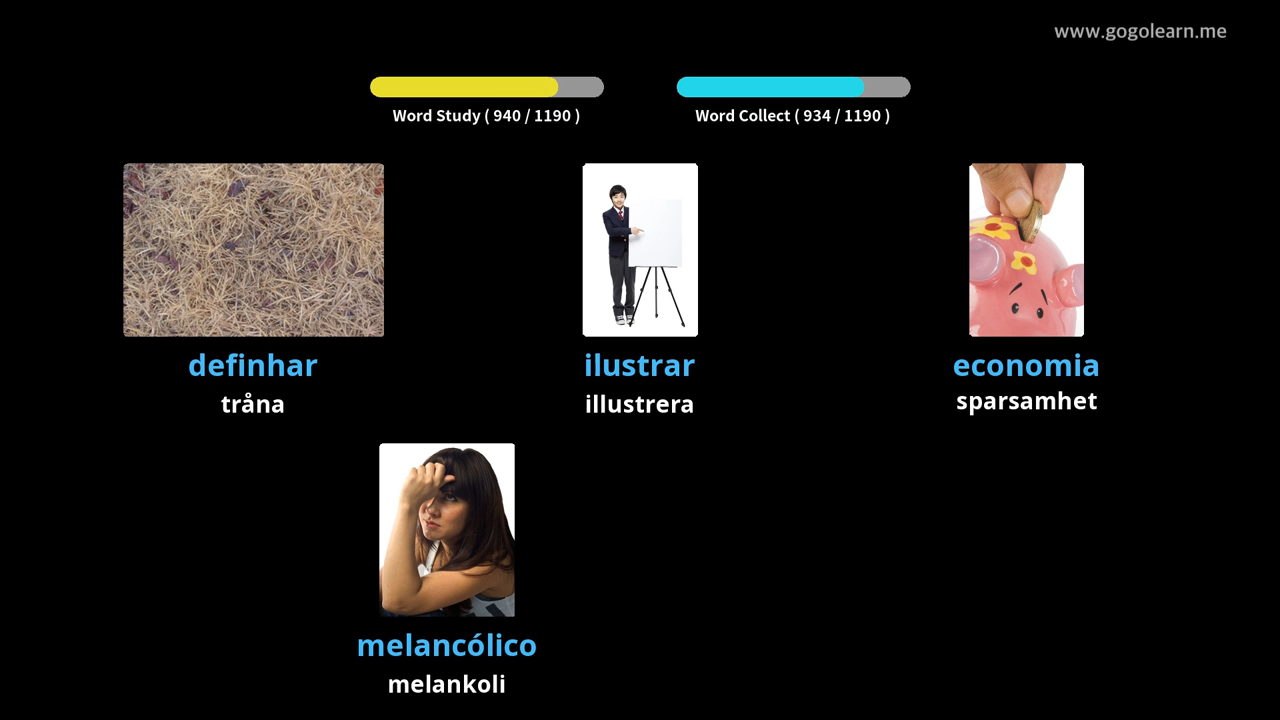 www.gogolearn.me
Word Study ( 940 / 1190 )
Word Collect ( 934 / 1190 )
definhar
tråna
ilustrar
illustrera
economia
sparsamhet
melancólico
melankoli